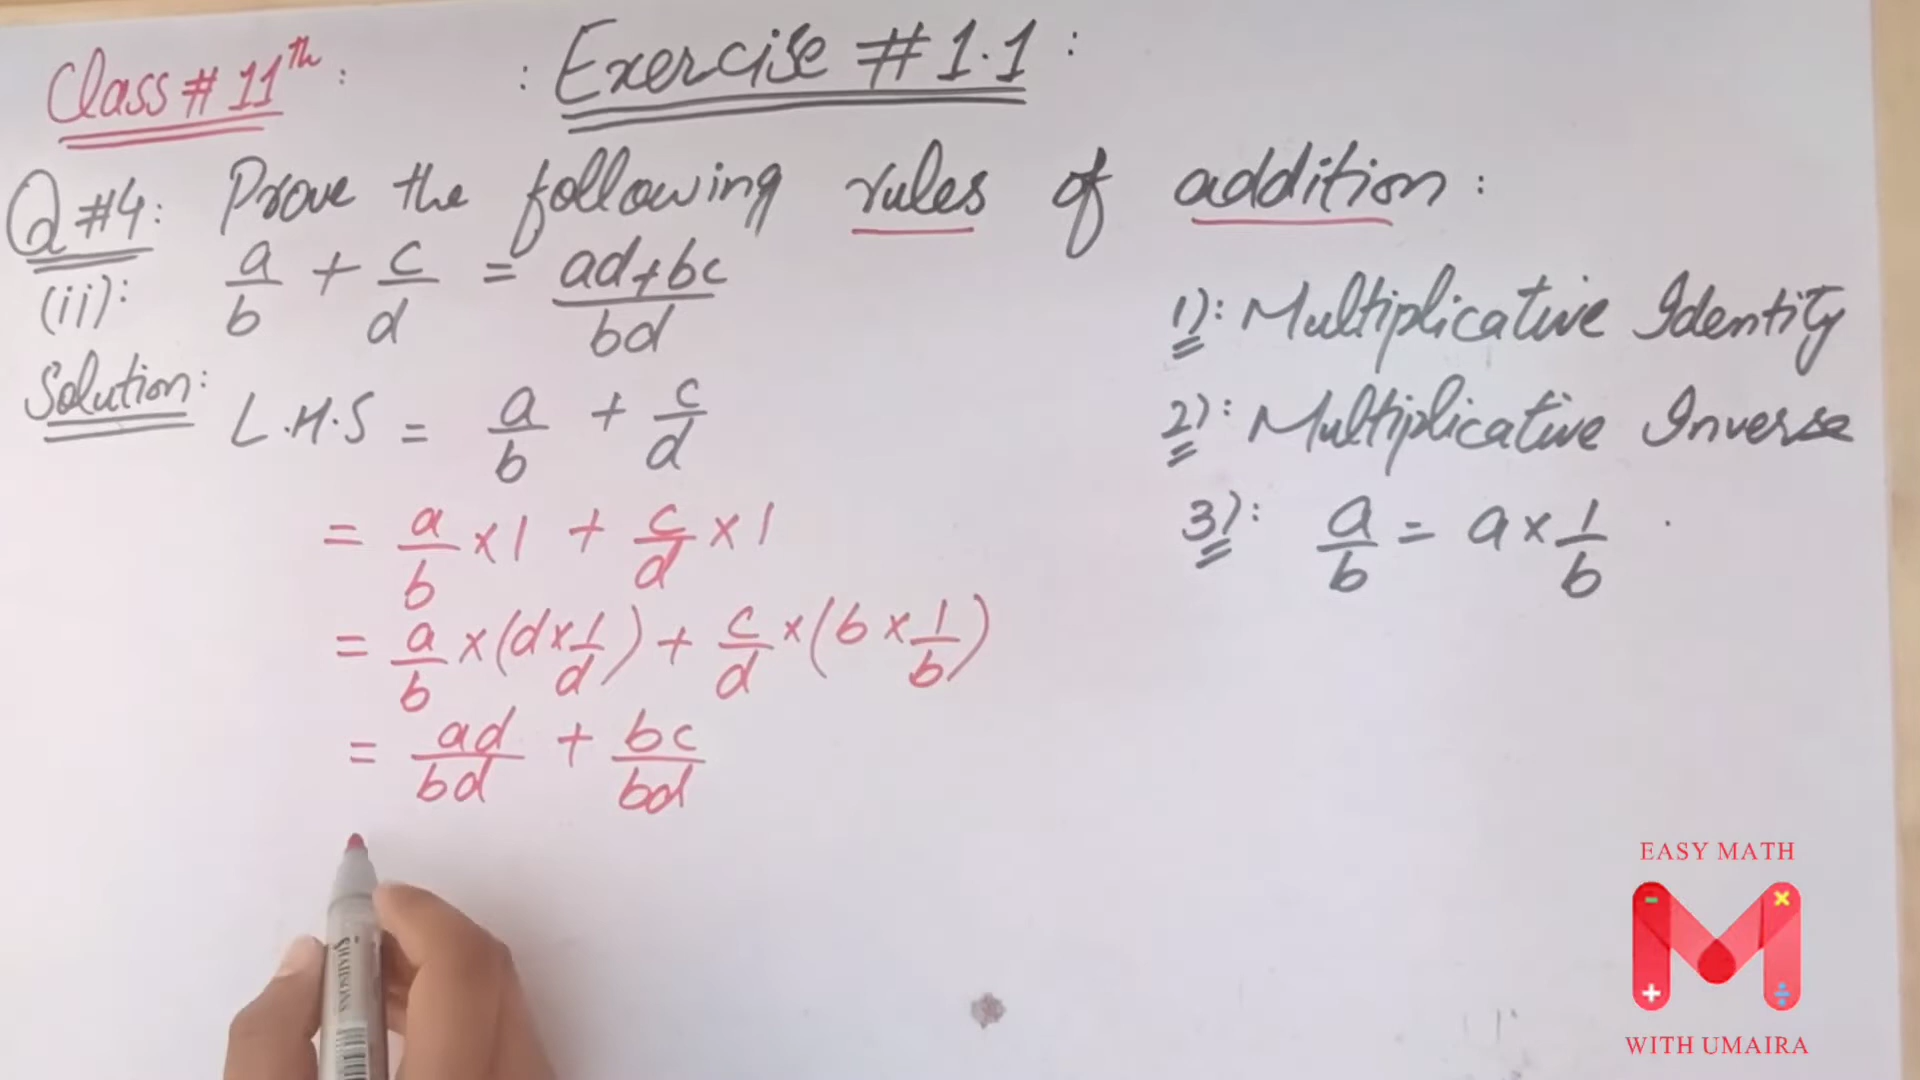 Class # 11th :
: Exercise # 1.1 :
Q #4: Prove the following rules of addition :
(ii): a/b + c/d = ad+bc/bd
Solution: L.H.S = a/b + c/d
= a/b × 1 + c/d × 1
= a/b × (d × 1/d) + c/d × (b × 1/b)
= ad/bd + bc/bd
1): Multiplicative Identity
2): Multiplicative Inverse
3): a/b = a × 1/b
EASY MATH
M
WITH UMAIRA